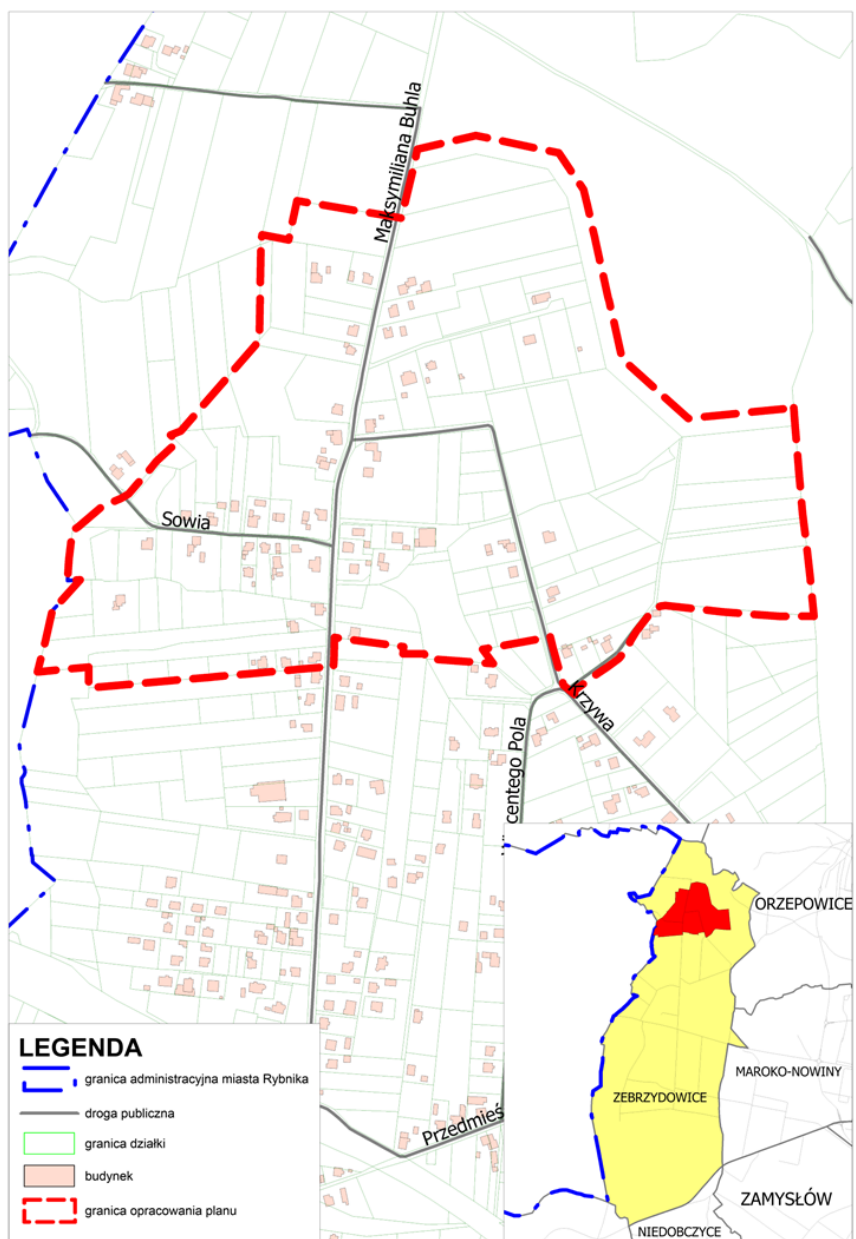 Maksymiliana Buhla
Sowia
Krzywa
centego Pola
Przedmieś
ORZEPOWICE
MAROKO-NOWINY
ZEBRZYDOWICE
ZAMYSŁÓW
NIEDOBCZYCE
LEGENDA
granica administracyjna miasta Rybnika
droga publiczna
granica działki
budynek
granica opracowania planu